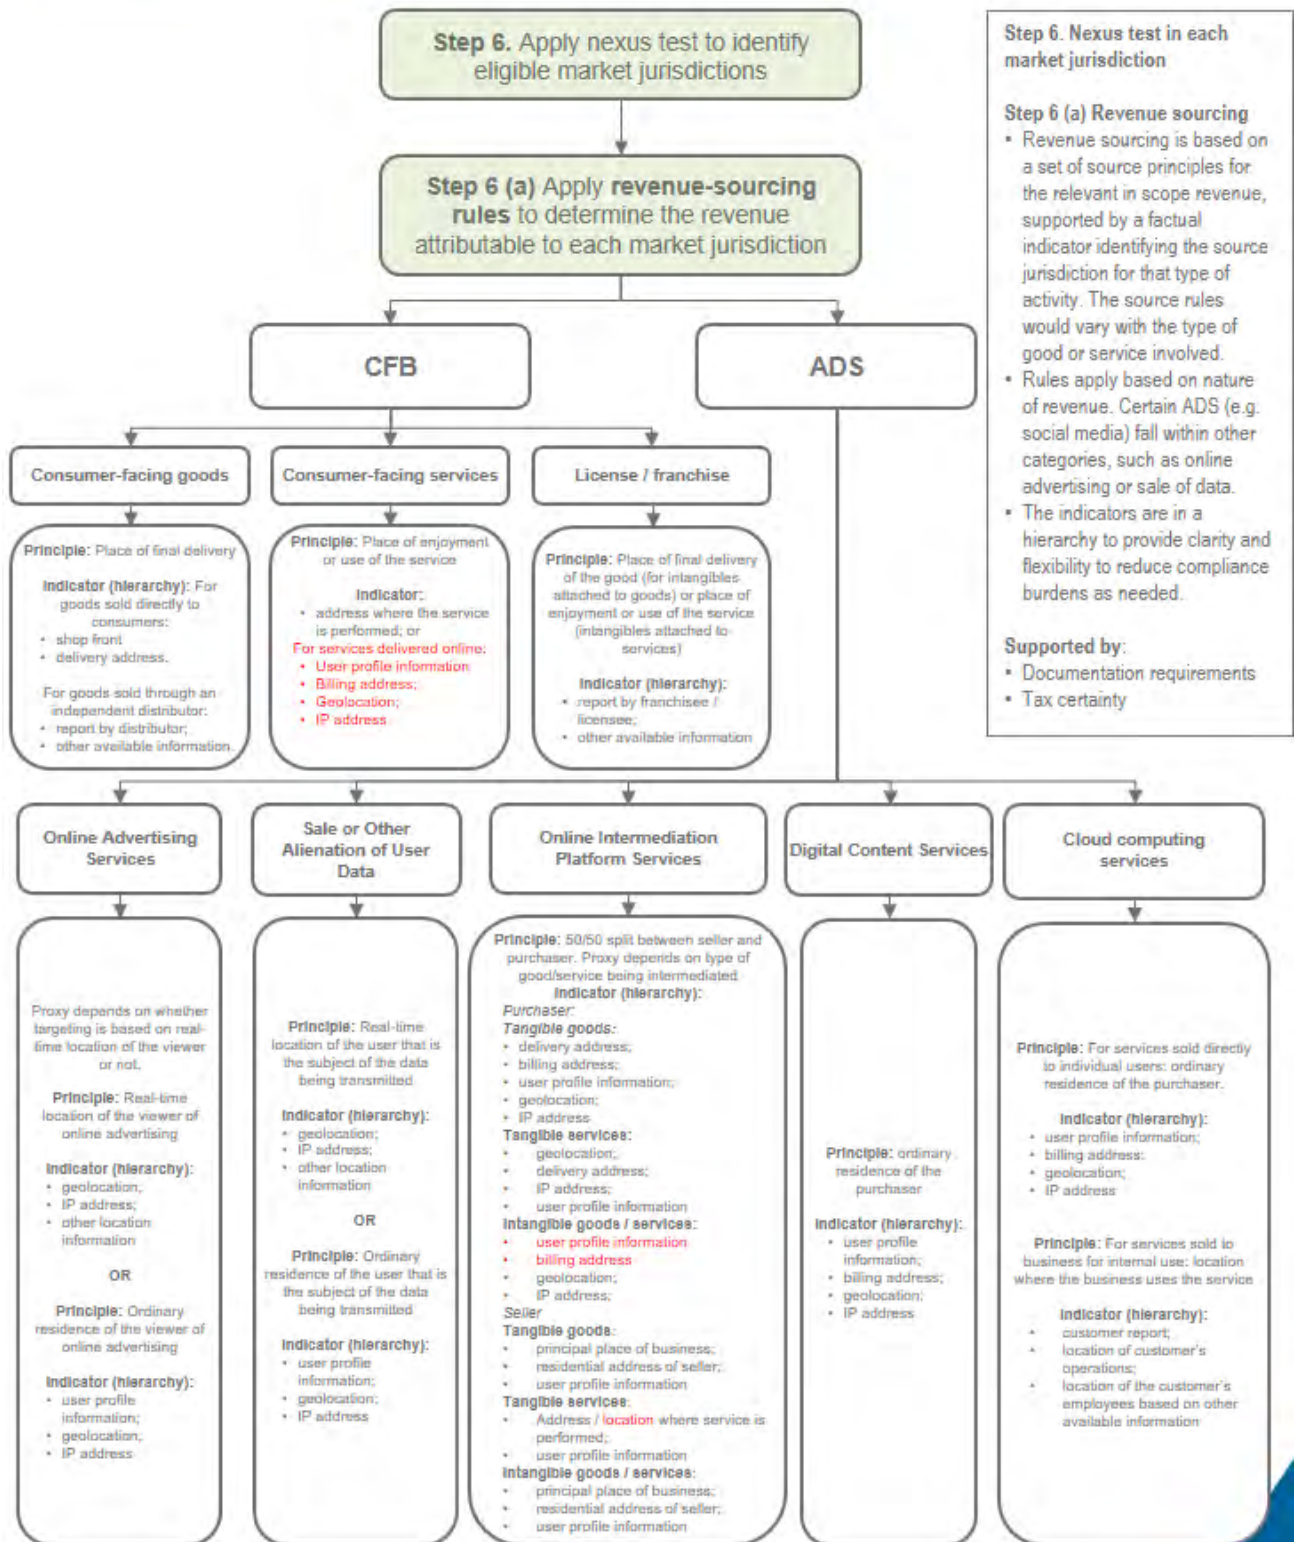 Step 6. Apply nexus test to identify
eligible market jurisdictions
Step 6 (a) Apply revenue-sourcing
rules to determine the revenue
attributable to each market jurisdiction
CFB
ADS
Step 6. Nexus test in each
market jurisdiction
Step 6 (a) Revenue sourcing
• Revenue sourcing is based on
a set of source principles for
the relevant in scope revenue,
supported by a factual
indicator identifying the source
jurisdiction for that type of
activity. The source rules
would vary with the type of
good or service involved.
• Rules apply based on nature
of revenue. Certain ADS (e.g.
social media) fall within other
categories, such as online
advertising or sale of data.
• The indicators are in a
hierarchy to provide clarity and
flexibility to reduce compliance
burdens as needed.
Supported by:
• Documentation requirements
• Tax certainty
Consumer-facing goods
Principle: Place of final delivery
Indicator (hierarchy): For
goods sold directly to
consumers:
• shop front
• delivery address.
For goods sold through an
independent distributor:
• report by distributor;
• other available information.
Consumer-facing services
Principle: Place of enjoyment
or use of the service
Indicator:
• address where the service
is performed; or
For services delivered online:
• User profile information
• Billing address;
• Geolocation;
• IP address
License / franchise
Principle: Place of final delivery
of the good (for intangibles
attached to goods) or place of
enjoyment or use of the service
(intangibles attached to
services)
Indicator (hierarchy):
• report by franchisee /
licensee;
• other available information
Online Advertising
Services
Proxy depends on whether
targeting is based on real-
time location of the viewer
or not.
Principle: Real-time
location of the viewer of
online advertising
Indicator (hierarchy):
• geolocation;
• IP address;
• other location
information
OR
Principle: Ordinary
residence of the viewer of
online advertising
Indicator (hierarchy):
• user profile
information;
• geolocation;
• IP address
Sale or Other
Alienation of User
Data
Principle: Real-time
location of the user that is
the subject of the data
being transmitted
Indicator (hierarchy):
• geolocation;
• IP address;
• other location
information
OR
Principle: Ordinary
residence of the user that is
the subject of the data
being transmitted
Indicator (hierarchy):
• user profile
information;
• geolocation;
• IP address
Online Intermediation
Platform Services
Principle: 50/50 split between seller and
purchaser. Proxy depends on type of
good/service being intermediated
Indicator (hierarchy):
Purchaser:
Tangible goods:
• delivery address;
• billing address;
• user profile information;
• geolocation;
• IP address
Tangible services:
• geolocation;
• delivery address;
• IP address;
• user profile information
Intangible goods / services:
• user profile information
• billing address
• geolocation;
• IP address;
Seller
Tangible goods:
• principal place of business;
• residential address of seller;
• user profile information
Tangible services:
• Address / location where service is
performed;
• user profile information
Intangible goods / services:
• principal place of business;
• residential address of seller;
• user profile information
Digital Content Services
Principle: ordinary
residence of the
purchaser
Indicator (hierarchy):
• user profile
information;
• billing address;
• geolocation;
• IP address
Cloud computing
services
Principle: For services sold directly
to individual users: ordinary
residence of the purchaser.
Indicator (hierarchy):
• user profile information;
• billing address;
• geolocation;
• IP address
Principle: For services sold to
business for internal use: location
where the business uses the service
Indicator (hierarchy):
• customer report;
• location of customer's
operations;
• location of the customer's
employees based on other
available information